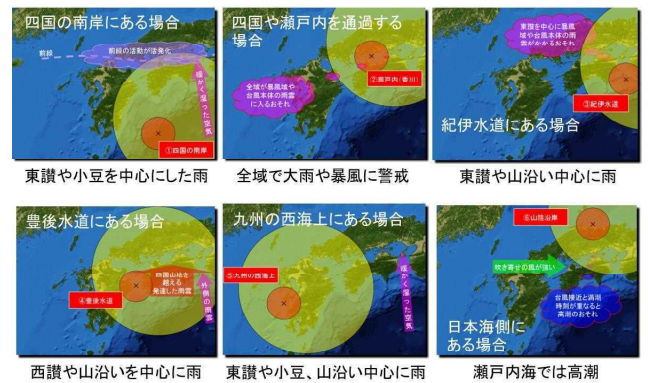 四国の南岸にある場合
前線
前線の活動が活発化
暖かく湿った空気
①四国の南岸
東讃や小豆を中心にした雨
四国や瀬戸内を通過する
場合
②瀬戸内(香川)
全域が暴風域や
台風本体の雨雲
に入るおそれ
全域で大雨や暴風に警戒
東讃を中心に暴風
域や台風本体の雨
雲がかかるおそれ
③紀伊水道
紀伊水道にある場合
東讃や山沿い中心に雨
豊後水道にある場合
四国山地を
越える
発達した雨雲
④豊後水道
外側の雨雲
西讃や山沿いを中心に雨
九州の西海上にある場合
⑤九州の西海上
暖かく湿った空気
東讃や小豆、山沿い中心に雨
⑥山陰沿岸
吹き寄せの風が強い
台風接近と満潮
時刻が重なると
高潮のおそれ
日本海側に
ある場合
瀬戸内海では高潮